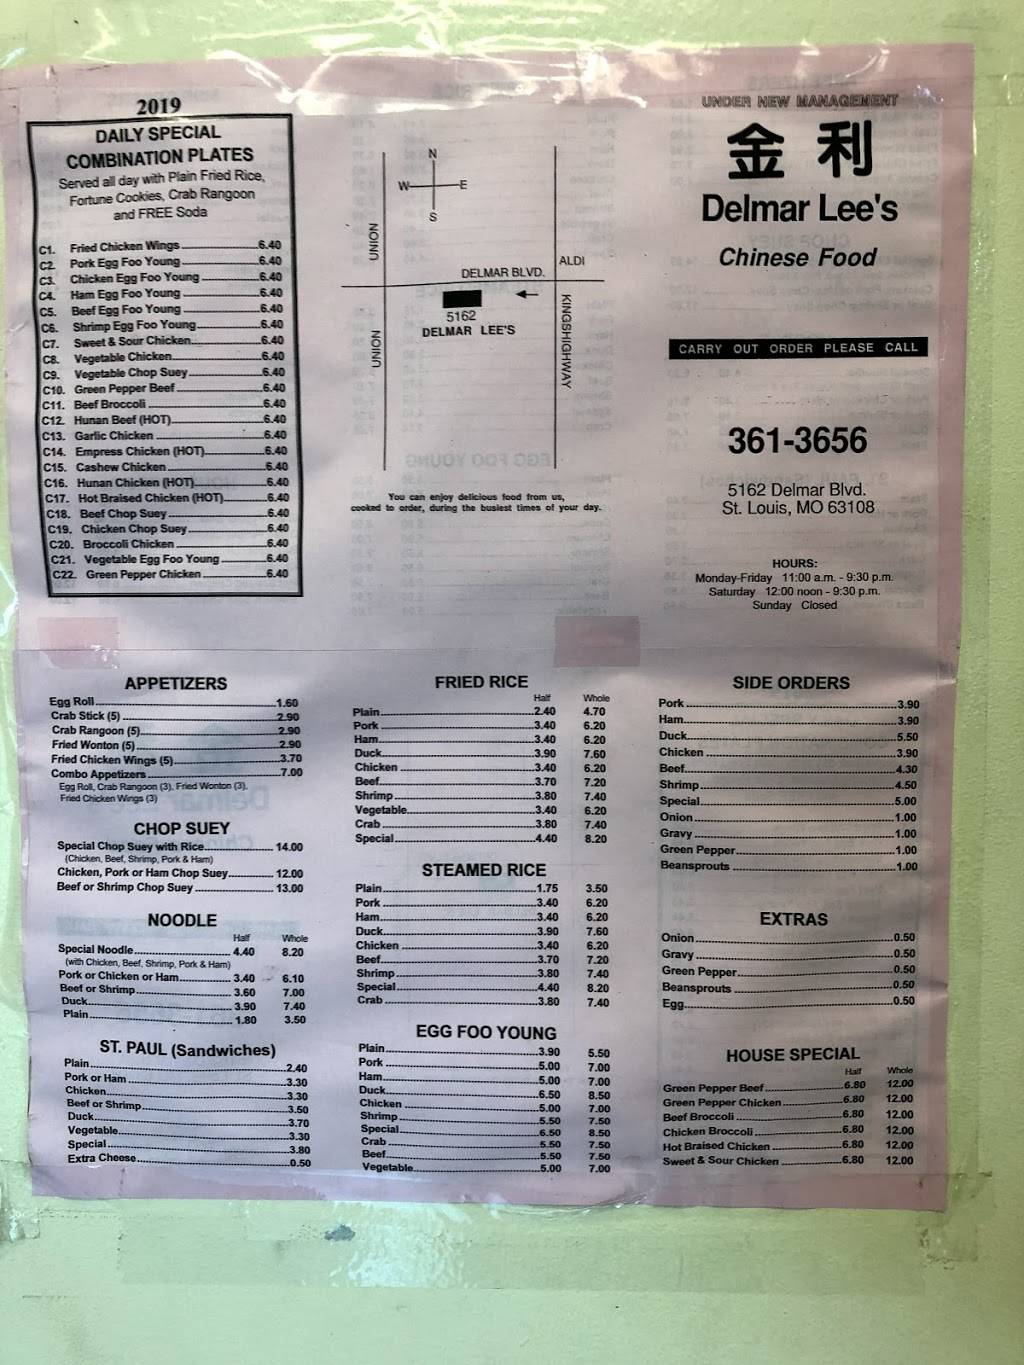 2019
DAILY SPECIAL
COMBINATION PLATES
Served all day with Plain Fried Rice,
Fortune Cookies, Crab Rangoon
and FREE Soda
C1. Fried Chicken Wings 6.40
C2. Pork Egg Foo Young 6.40
C3. Chicken Egg Foo Young 6.40
C4. Ham Egg Foo Young 6.40
C5. Beef Egg Foo Young 6.40
C6. Shrimp Egg Foo Young 6.40
C7. Sweet & Sour Chicken 6.40
C8. Vegetable Chicken 6.40
C9. Vegetable Chop Suey 6.40
C10. Green Pepper Beef 6.40
C11. Beef Broccoli 6.40
C12. Hunan Beef (HOT) 6.40
C13. Garlic Chicken 6.40
C14. Empress Chicken (HOT) 6.40
C15. Cashew Chicken 6.40
C16. Hunan Chicken (HOT) 6.40
C17. Hot Braised Chicken (HOT) 6.40
C18. Beef Chop Suey 6.40
C19. Chicken Chop Suey 6.40
C20. Broccoli Chicken 6.40
C21. Vegetable Egg Foo Young 6.40
C22. Green Pepper Chicken 6.40
N
W E
S
UNION
ALDI
DELMAR BLVD.
5162
DELMAR LEE'S
UNION
KINGSHIGHWAY
You can enjoy delicious food from us,
cooked to order, during the busiest times of your day.
UNDER NEW MANAGEMENT
金利
Delmar Lee's
Chinese Food
CARRY OUT ORDER PLEASE CALL
361-3656
5162 Delmar Blvd.
St. Louis, MO 63108
HOURS:
Monday-Friday 11:00 a.m. - 9:30 p.m.
Saturday 12:00 noon - 9:30 p.m.
Sunday Closed
APPETIZERS
Egg Roll 1.60
Crab Stick (5) 2.90
Crab Rangoon (5) 2.90
Fried Wonton (5) 2.90
Fried Chicken Wings (5) 3.70
Combo Appetizers 7.00
Egg Roll, Crab Rangoon (3), Fried Wonton (3),
Fried Chicken Wings (3)
CHOP SUEY
Special Chop Suey with Rice 14.00
(Chicken, Beef, Shrimp, Pork & Ham)
Chicken, Pork or Ham Chop Suey 12.00
Beef or Shrimp Chop Suey 13.00
NOODLE
Half Whole
Special Noodle 4.40 8.20
(with Chicken, Beef, Shrimp, Pork & Ham)
Pork or Chicken or Ham 3.40 6.10
Beef or Shrimp 3.60 7.00
Duck 3.90 7.40
Plain 1.80 3.50
ST. PAUL (Sandwiches)
Plain 2.40
Pork or Ham 3.30
Chicken 3.30
Beef or Shrimp 3.50
Duck 3.70
Vegetable 3.30
Special 3.80
Extra Cheese 0.50
FRIED RICE
Half Whole
Plain 2.40 4.70
Pork 3.40 6.20
Ham 3.40 6.20
Duck 3.90 7.60
Chicken 3.40 6.20
Beef 3.70 7.20
Shrimp 3.80 7.40
Vegetable 3.40 6.20
Crab 3.80 7.40
Special 4.40 8.20
STEAMED RICE
Plain 1.75 3.50
Pork 3.40 6.20
Ham 3.40 6.20
Duck 3.90 7.60
Chicken 3.40 6.20
Beef 3.70 7.20
Shrimp 3.80 7.40
Special 4.40 8.20
Crab 3.80 7.40
EGG FOO YOUNG
Plain 3.90 5.50
Pork 5.00 7.00
Ham 5.00 7.00
Duck 6.50 8.50
Chicken 5.00 7.00
Shrimp 5.50 7.50
Special 6.50 8.50
Crab 5.50 7.50
Beef 5.50 7.50
Vegetable 5.00 7.00
SIDE ORDERS
Pork 3.90
Ham 3.90
Duck 5.50
Chicken 3.90
Beef 4.30
Shrimp 4.50
Special 5.00
Onion 1.00
Gravy 1.00
Green Pepper 1.00
Beansprouts 1.00
EXTRAS
Onion 0.50
Gravy 0.50
Green Pepper 0.50
Beansprouts 0.50
Egg 0.50
HOUSE SPECIAL
Half Whole
Green Pepper Beef 6.80 12.00
Green Pepper Chicken 6.80 12.00
Beef Broccoli 6.80 12.00
Chicken Broccoli 6.80 12.00
Hot Braised Chicken 6.80 12.00
Sweet & Sour Chicken 6.80 12.00